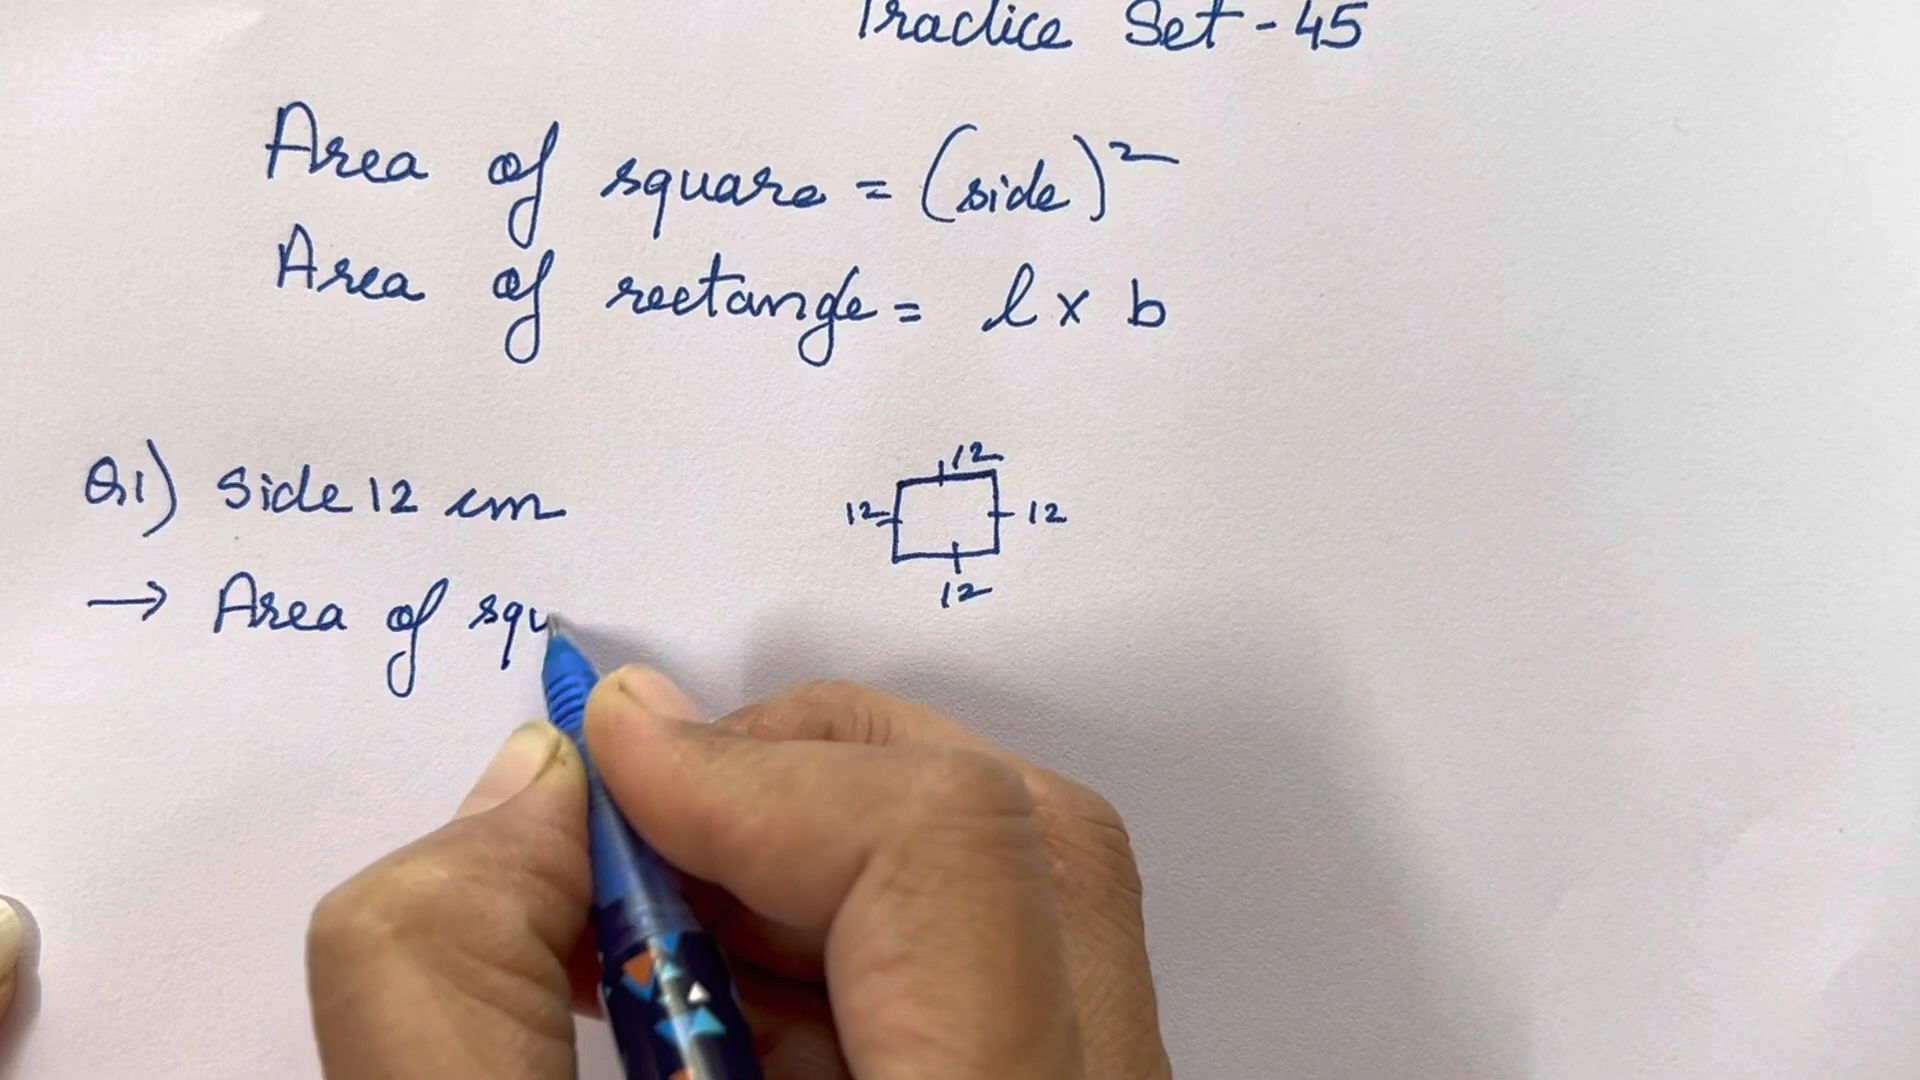 Practice Set - 45
Area of square = (side)²
Area of rectangle = l x b
Q.1) Side 12 cm
12
12
12
12
→ Area of squ